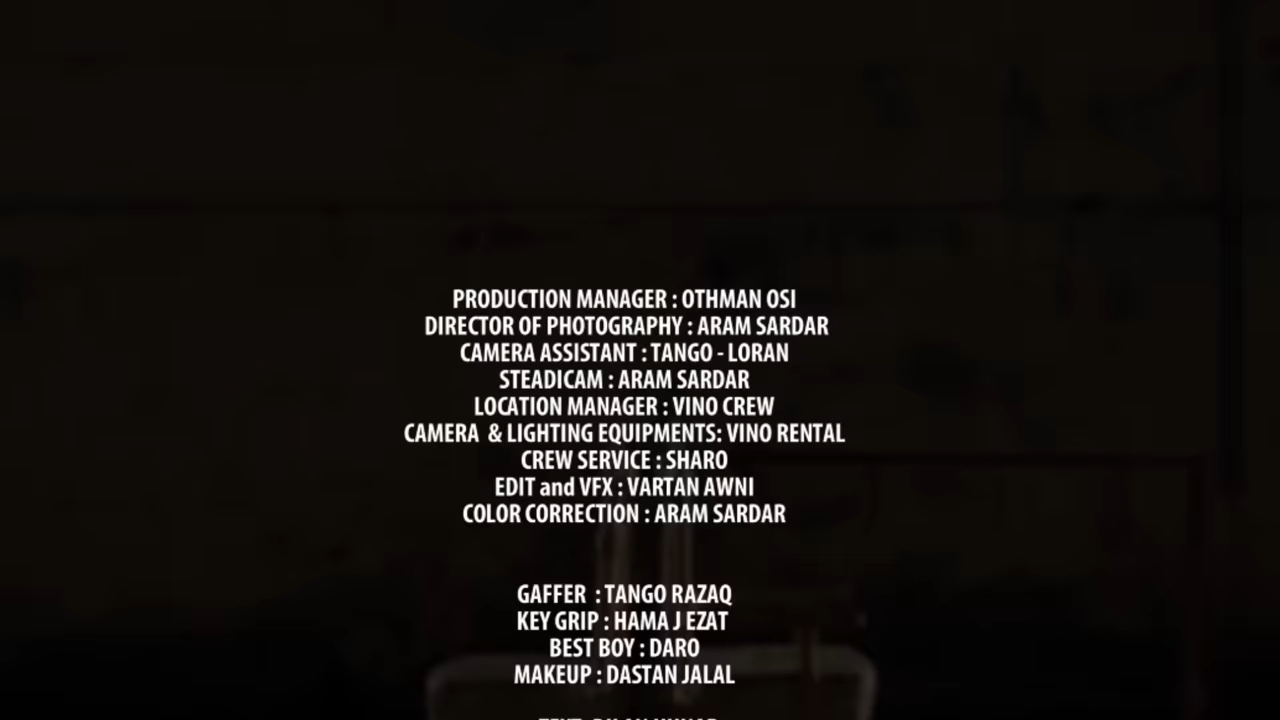 PRODUCTION MANAGER : OTHMAN OSI
DIRECTOR OF PHOTOGRAPHY : ARAM SARDAR
CAMERA ASSISTANT : TANGO - LORAN
STEADICAM : ARAM SARDAR
LOCATION MANAGER : VINO CREW
CAMERA & LIGHTING EQUIPMENTS: VINO RENTAL
CREW SERVICE : SHARO
EDIT and VFX : VARTAN AWNI
COLOR CORRECTION : ARAM SARDAR
GAFFER : TANGO RAZAQ
KEY GRIP : HAMA J EZAT
BEST BOY : DARO
MAKEUP : DASTAN JALAL